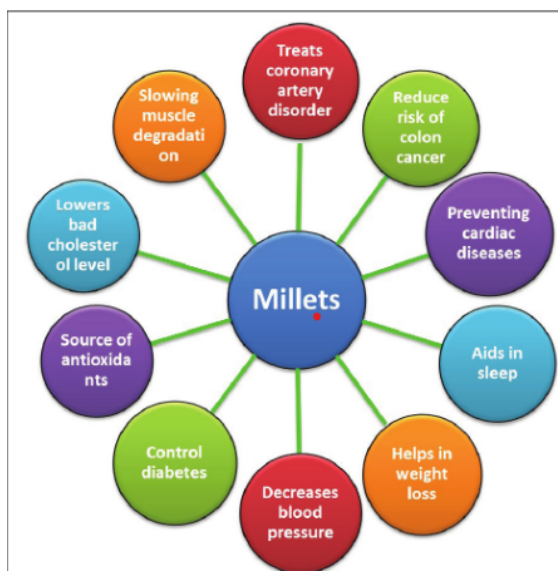 Treats
coronary
artery
disorder
Reduce
risk of
colon
cancer
Preventing
cardiac
diseases
Aids in
sleep
Helps in
weight
loss
Decreases
blood
pressure
Control
diabetes
Source of
antioxida
nts
Lowers
bad
cholester
ol level
Slowing
muscle
degradati
on
Millets